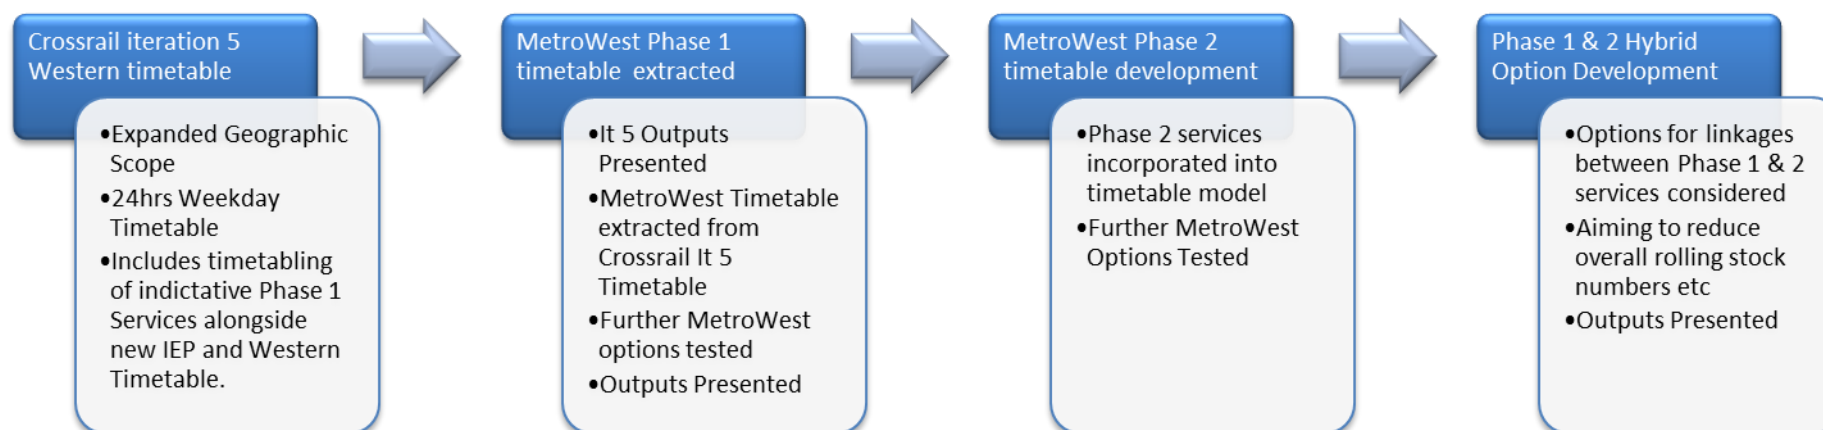 Crossrail iteration 5
Western timetable
•Expanded Geographic
Scope
•24hrs Weekday
Timetable
•Includes timetabling
of indictative Phase 1
Services alongside
new IEP and Western
Timetable.
MetroWest Phase 1
timetable extracted
•It 5 Outputs
Presented
•MetroWest Timetable
extracted from
Crossrail It 5
Timetable
•Further MetroWest
options tested
•Outputs Presented
MetroWest Phase 2
timetable development
•Phase 2 services
incorporated into
timetable model
•Further MetroWest
Options Tested
Phase 1 & 2 Hybrid
Option Development
•Options for linkages
between Phase 1 & 2
services considered
•Aiming to reduce
overall rolling stock
numbers etc
•Outputs Presented